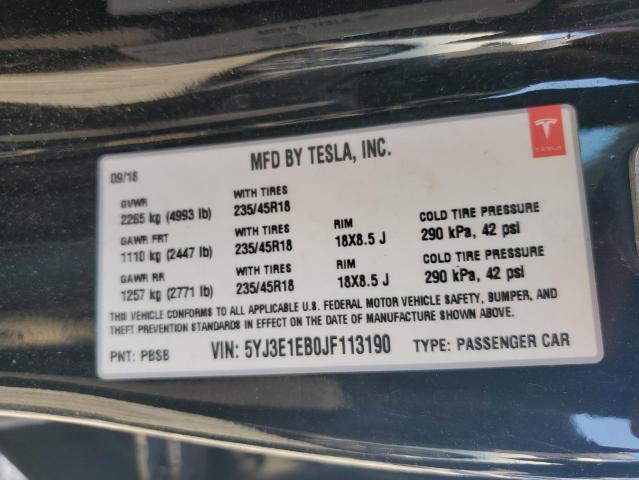 MFD BY TESLA, INC.
TESLA
09/18
GVWR
2265 kg (4993 lb)
WITH TIRES
235/45R18
GAWR FRT
1110 kg (2447 lb)
WITH TIRES
235/45R18
RIM
18X8.5 J
COLD TIRE PRESSURE
290 kPa, 42 psi
GAWR RR
1257 kg (2771 lb)
WITH TIRES
235/45R18
RIM
18X8.5 J
COLD TIRE PRESSURE
290 kPa, 42 psi
THIS VEHICLE CONFORMS TO ALL APPLICABLE U.S. FEDERAL MOTOR VEHICLE SAFETY, BUMPER, AND
THEFT PREVENTION STANDARDS IN EFFECT ON THE DATE OF MANUFACTURE SHOWN ABOVE.
PNT: PBSB
VIN: 5YJ3E1EB0JF113190
TYPE: PASSENGER CAR